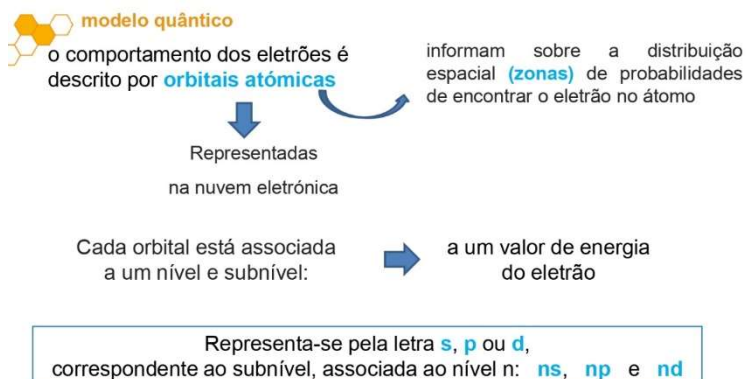 modelo quântico
o comportamento dos eletrões é
descrito por orbitais atómicas
informam sobre a distribuição
espacial (zonas) de probabilidades
de encontrar o eletrão no átomo
Representadas
na nuvem eletrónica
Cada orbital está associada
a um nível e subnível:
a um valor de energia
do eletrão
Representa-se pela letra s, p ou d,
correspondente ao subnível, associada ao nível n: ns, np e nd